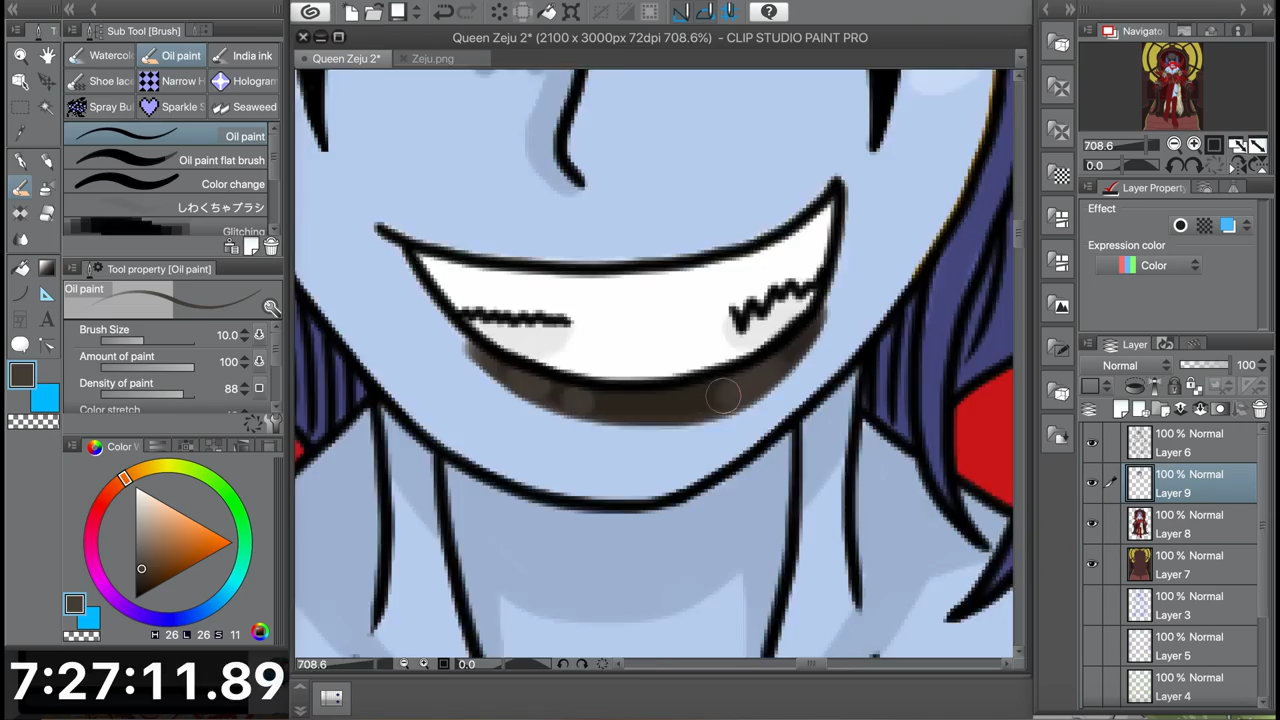 Queen Zeju 2* (2100 x 3000px 72dpi 708.6%) - CLIP STUDIO PAINT PRO
Queen Zeju 2*
Zeju.png
T
Sub Tool [Brush]
Watercol
Oil paint
India ink
Shoe lace
Narrow H
Hologram
Spray Bu
Sparkle S
Seaweed
Oil paint
Oil paint flat brush
Color change
しわくちゃブラシ
Glitching
Tool property [Oil paint]
Oil paint
Brush Size
10.0
Amount of paint
100
Density of paint
88
Color stretch
Color W
H 26 L 26 S 11
7:27:11.89
708.6
0.0
Navigator
708.6
0.0
Layer Property
Effect
Expression color
Color
Layer
Normal
100
100 % Normal
Layer 6
100 % Normal
Layer 9
100 % Normal
Layer 8
100 % Normal
Layer 7
100 % Normal
Layer 3
100 % Normal
Layer 5
100 % Normal
Layer 4